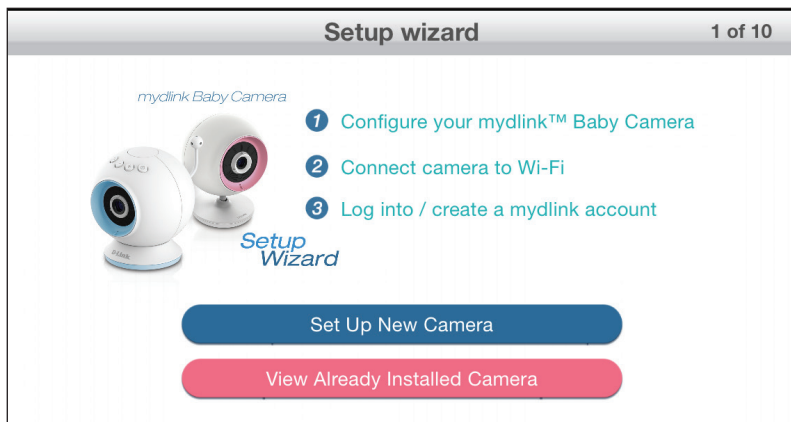 Setup wizard
1 of 10
mydlink Baby Camera
1 Configure your mydlink™ Baby Camera
2 Connect camera to Wi-Fi
3 Log into / create a mydlink account
D-Link
Setup
Wizard
Set Up New Camera
View Already Installed Camera